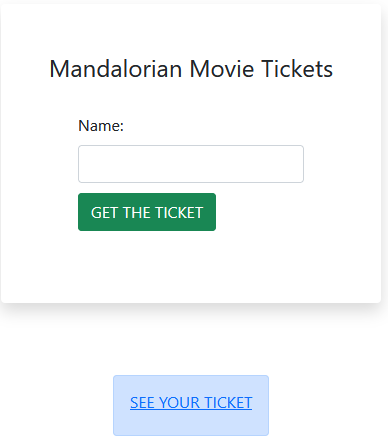 Mandalorian Movie Tickets
Name:
GET THE TICKET
SEE YOUR TICKET